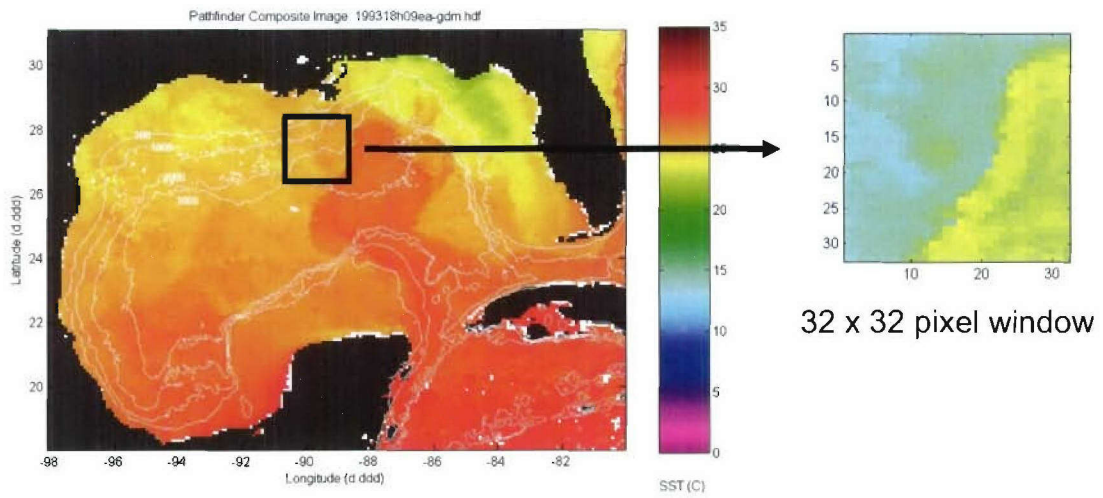 Pathfinder Composite Image 199318h09ea-gdm.hdf
30
28
26
24
22
20
Latitude (d.ddd)
-98 -96 -94 -92 -90 -88 -86 -84 -82
Longitude (d.ddd)
35
30
25
20
15
10
5
0
SST (C)
5
10
15
20
25
30
10 20 30
32 x 32 pixel window